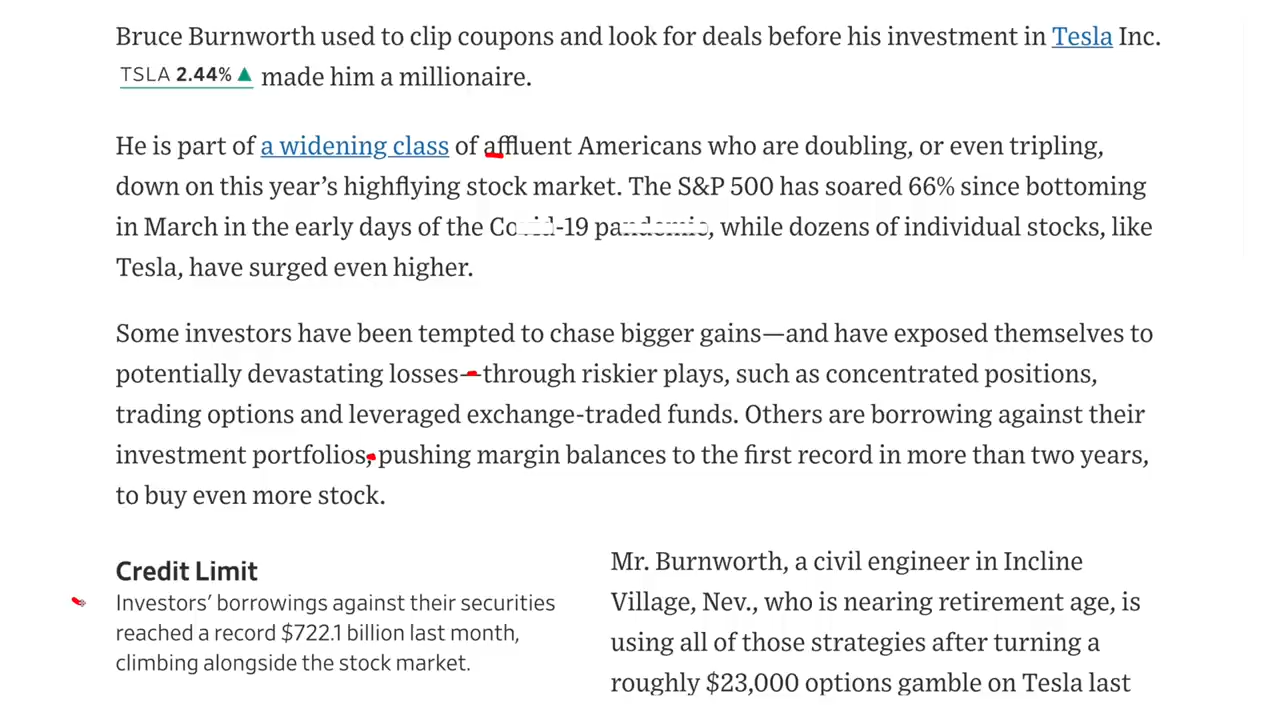 Bruce Burnworth used to clip coupons and look for deals before his investment in Tesla Inc.
TSLA 2.44% ▲ made him a millionaire.
He is part of a widening class of affluent Americans who are doubling, or even tripling,
down on this year’s highflying stock market. The S&P 500 has soared 66% since bottoming
in March in the early days of the Covid-19 pandemic, while dozens of individual stocks, like
Tesla, have surged even higher.
Some investors have been tempted to chase bigger gains—and have exposed themselves to
potentially devastating losses—through riskier plays, such as concentrated positions,
trading options and leveraged exchange-traded funds. Others are borrowing against their
investment portfolios, pushing margin balances to the first record in more than two years,
to buy even more stock.
Credit Limit
Investors’ borrowings against their securities
reached a record $722.1 billion last month,
climbing alongside the stock market.
Mr. Burnworth, a civil engineer in Incline
Village, Nev., who is nearing retirement age, is
using all of those strategies after turning a
roughly $23,000 options gamble on Tesla last